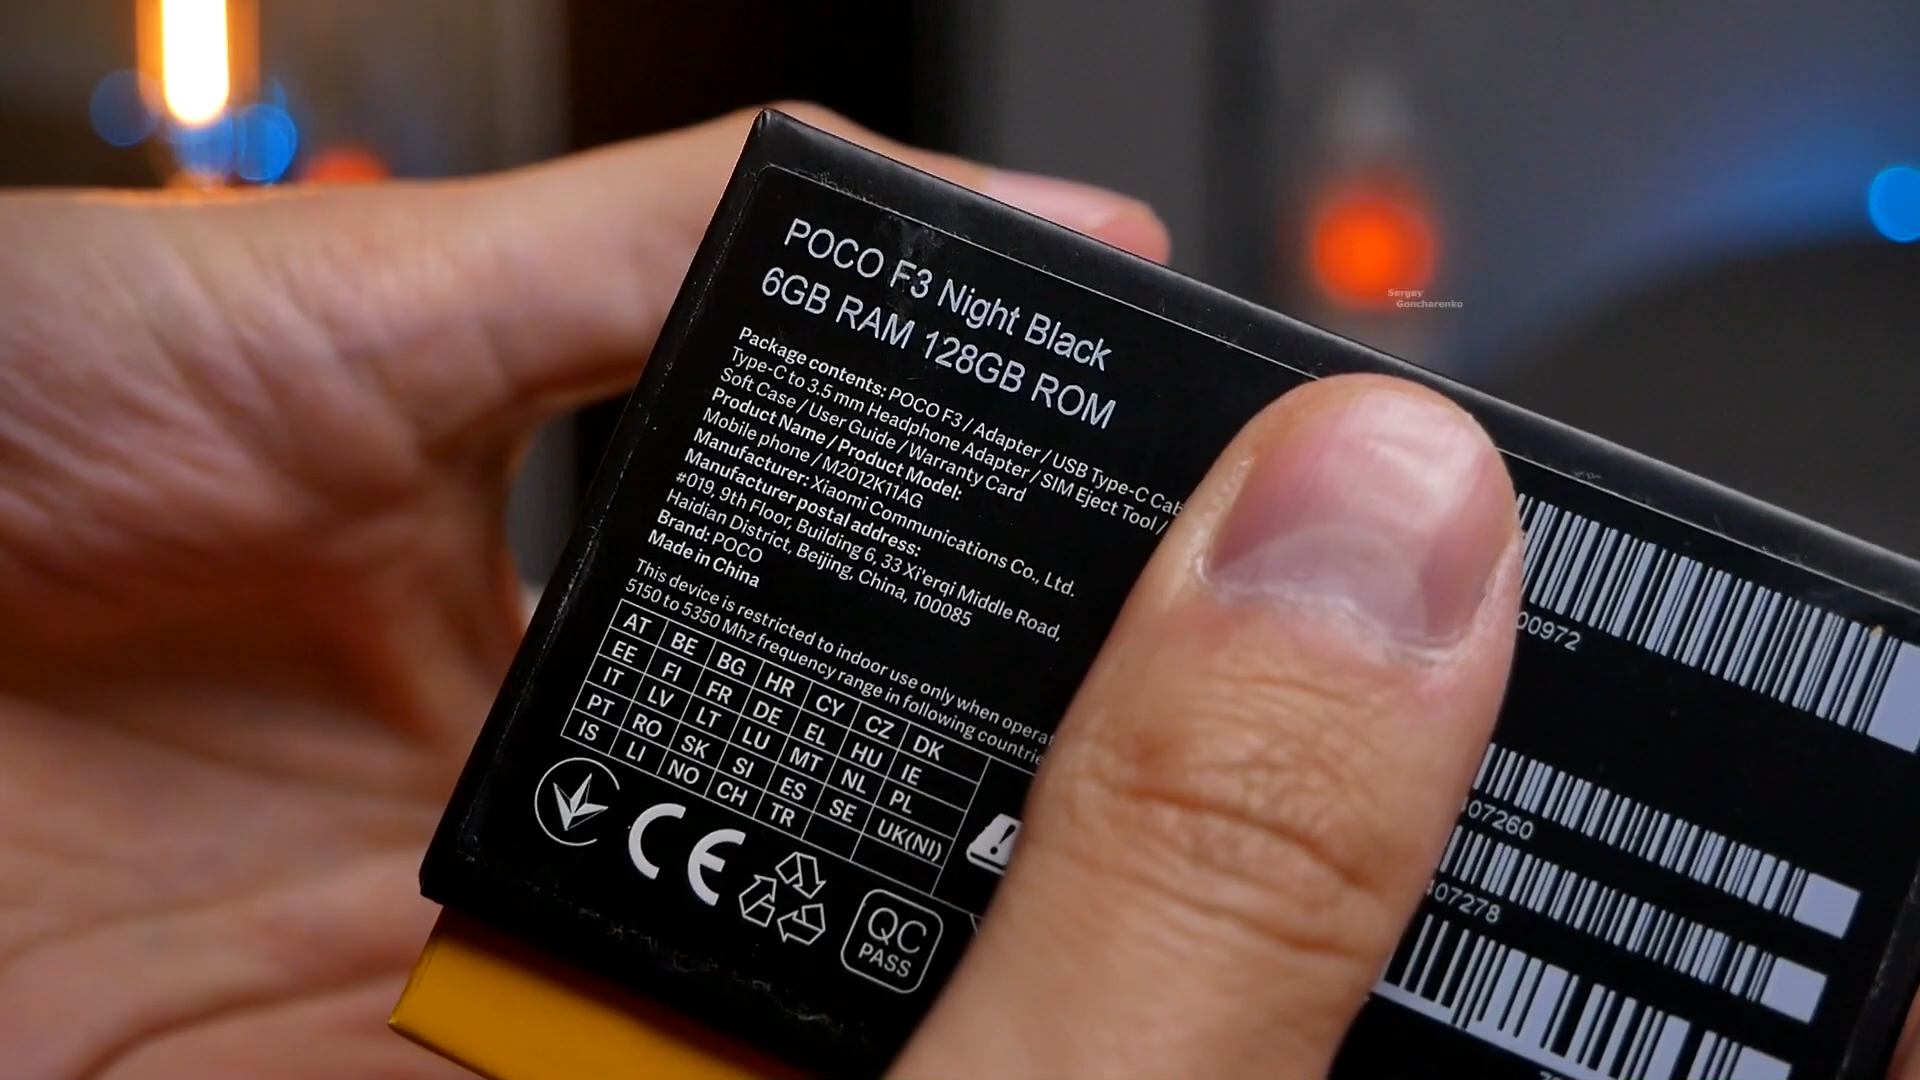 POCO F3 Night Black
6GB RAM 128GB ROM
Package contents: POCO F3 / Adapter / USB Type-C
Type-C to 3.5 mm Headphone Adapter / SIM Eject Tool /
Soft Case / User Guide / Warranty Card
Product Name / Product Model:
Mobile phone / M2012K11AG
Manufacturer: Xiaomi Communications Co., Ltd.
Manufacturer postal address:
#019, 9th Floor, Building 6, 33 Xi'erqi Middle Road,
Haidian District, Beijing, China, 100085
Brand: POCO
Made in China
This device is restricted to indoor use only when
5150 to 5350 Mhz frequency range in following
AT BE BG HR CY CZ DK
EE FI FR DE EL HU IE
IT LV LT LU MT NL PL
PT RO SK SI ES SE UK(NI)
IS LI NO CH TR
CE
QC
PASS
00972
07260
07278
Sergey
Goncharenko